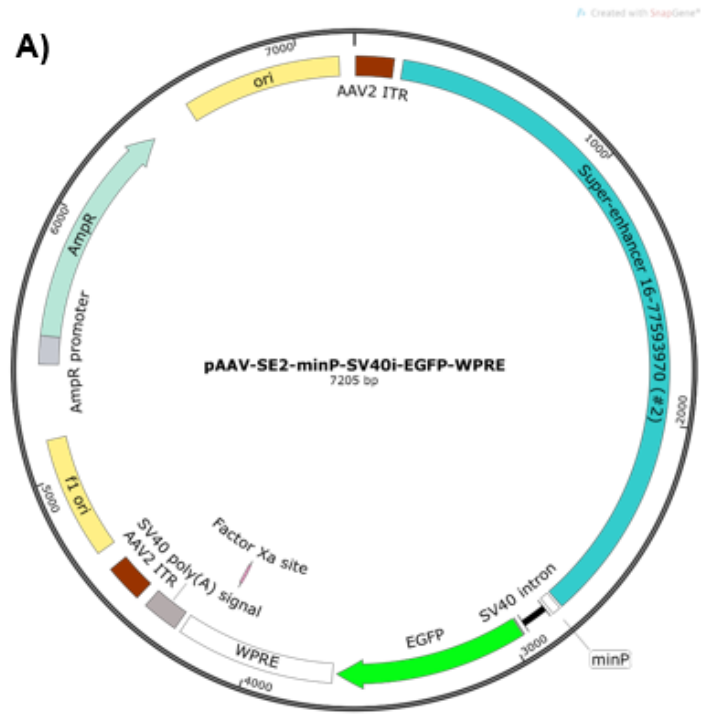 Created with SnapGene®
A)
7000
ori
AAV2 ITR
1000
Super-enhancer 16-77593970 (#2)
6000
AmpR
AmpR promoter
pAAV-SE2-minP-SV40i-EGFP-WPRE
7205 bp
2000
5000
f1 ori
AAV2 ITR
SV40 poly(A) signal
Factor Xa site
SV40 intron
EGFP
3000
minP
WPRE
4000